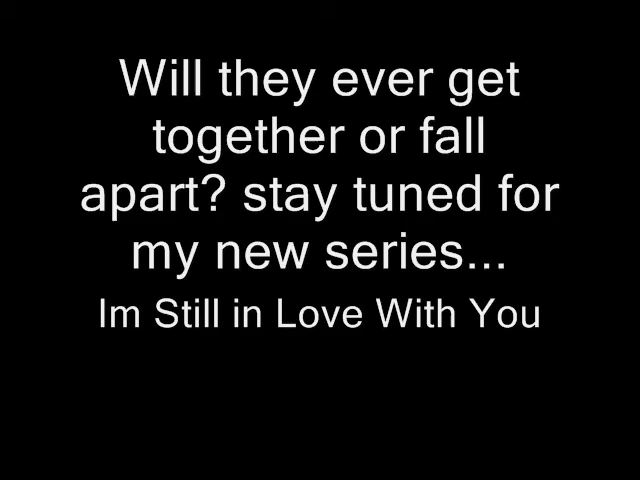 Will they ever get
together or fall
apart? stay tuned for
my new series...
Im Still in Love With You